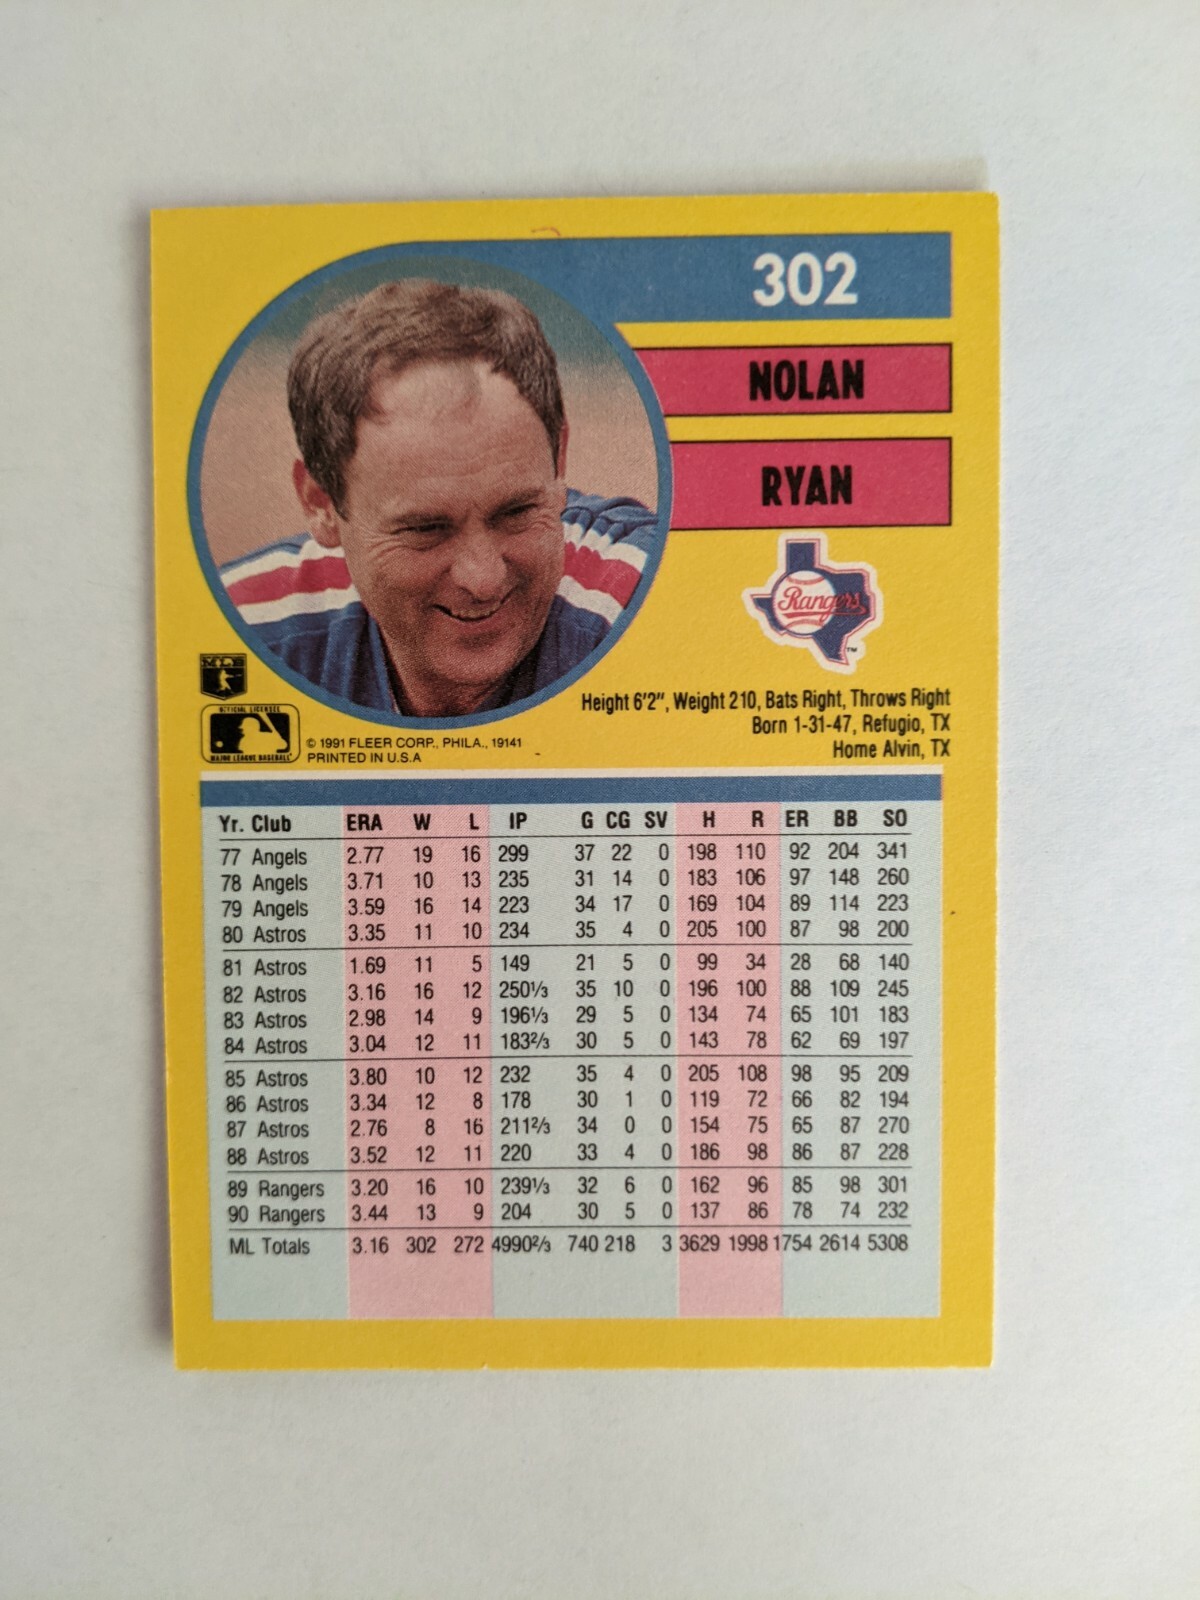 302
NOLAN
RYAN
Rangers
TM
Height 6'2", Weight 210, Bats Right, Throws Right
Born 1-31-47, Refugio, TX
Home Alvin, TX
MLB
OFFICIAL LICENSEE
MAJOR LEAGUE BASEBALL
© 1991 FLEER CORP., PHILA., 19141
PRINTED IN U.S.A
Yr. Club ERA W L IP G CG SV H R ER BB SO
77 Angels 2.77 19 16 299 37 22 0 198 110 92 204 341
78 Angels 3.71 10 13 235 31 14 0 183 106 97 148 260
79 Angels 3.59 16 14 223 34 17 0 169 104 89 114 223
80 Astros 3.35 11 10 234 35 4 0 205 100 87 98 200
81 Astros 1.69 11 5 149 21 5 0 99 34 28 68 140
82 Astros 3.16 16 12 250⅓ 35 10 0 196 100 88 109 245
83 Astros 2.98 14 9 196⅓ 29 5 0 134 74 65 101 183
84 Astros 3.04 12 11 183⅔ 30 5 0 143 78 62 69 197
85 Astros 3.80 10 12 232 35 4 0 205 108 98 95 209
86 Astros 3.34 12 8 178 30 1 0 119 72 66 82 194
87 Astros 2.76 8 16 211⅔ 34 0 0 154 75 65 87 270
88 Astros 3.52 12 11 220 33 4 0 186 98 86 87 228
89 Rangers 3.20 16 10 239⅓ 32 6 0 162 96 85 98 301
90 Rangers 3.44 13 9 204 30 5 0 137 86 78 74 232
ML Totals 3.16 302 272 4990⅔ 740 218 3 3629 1998 1754 2614 5308